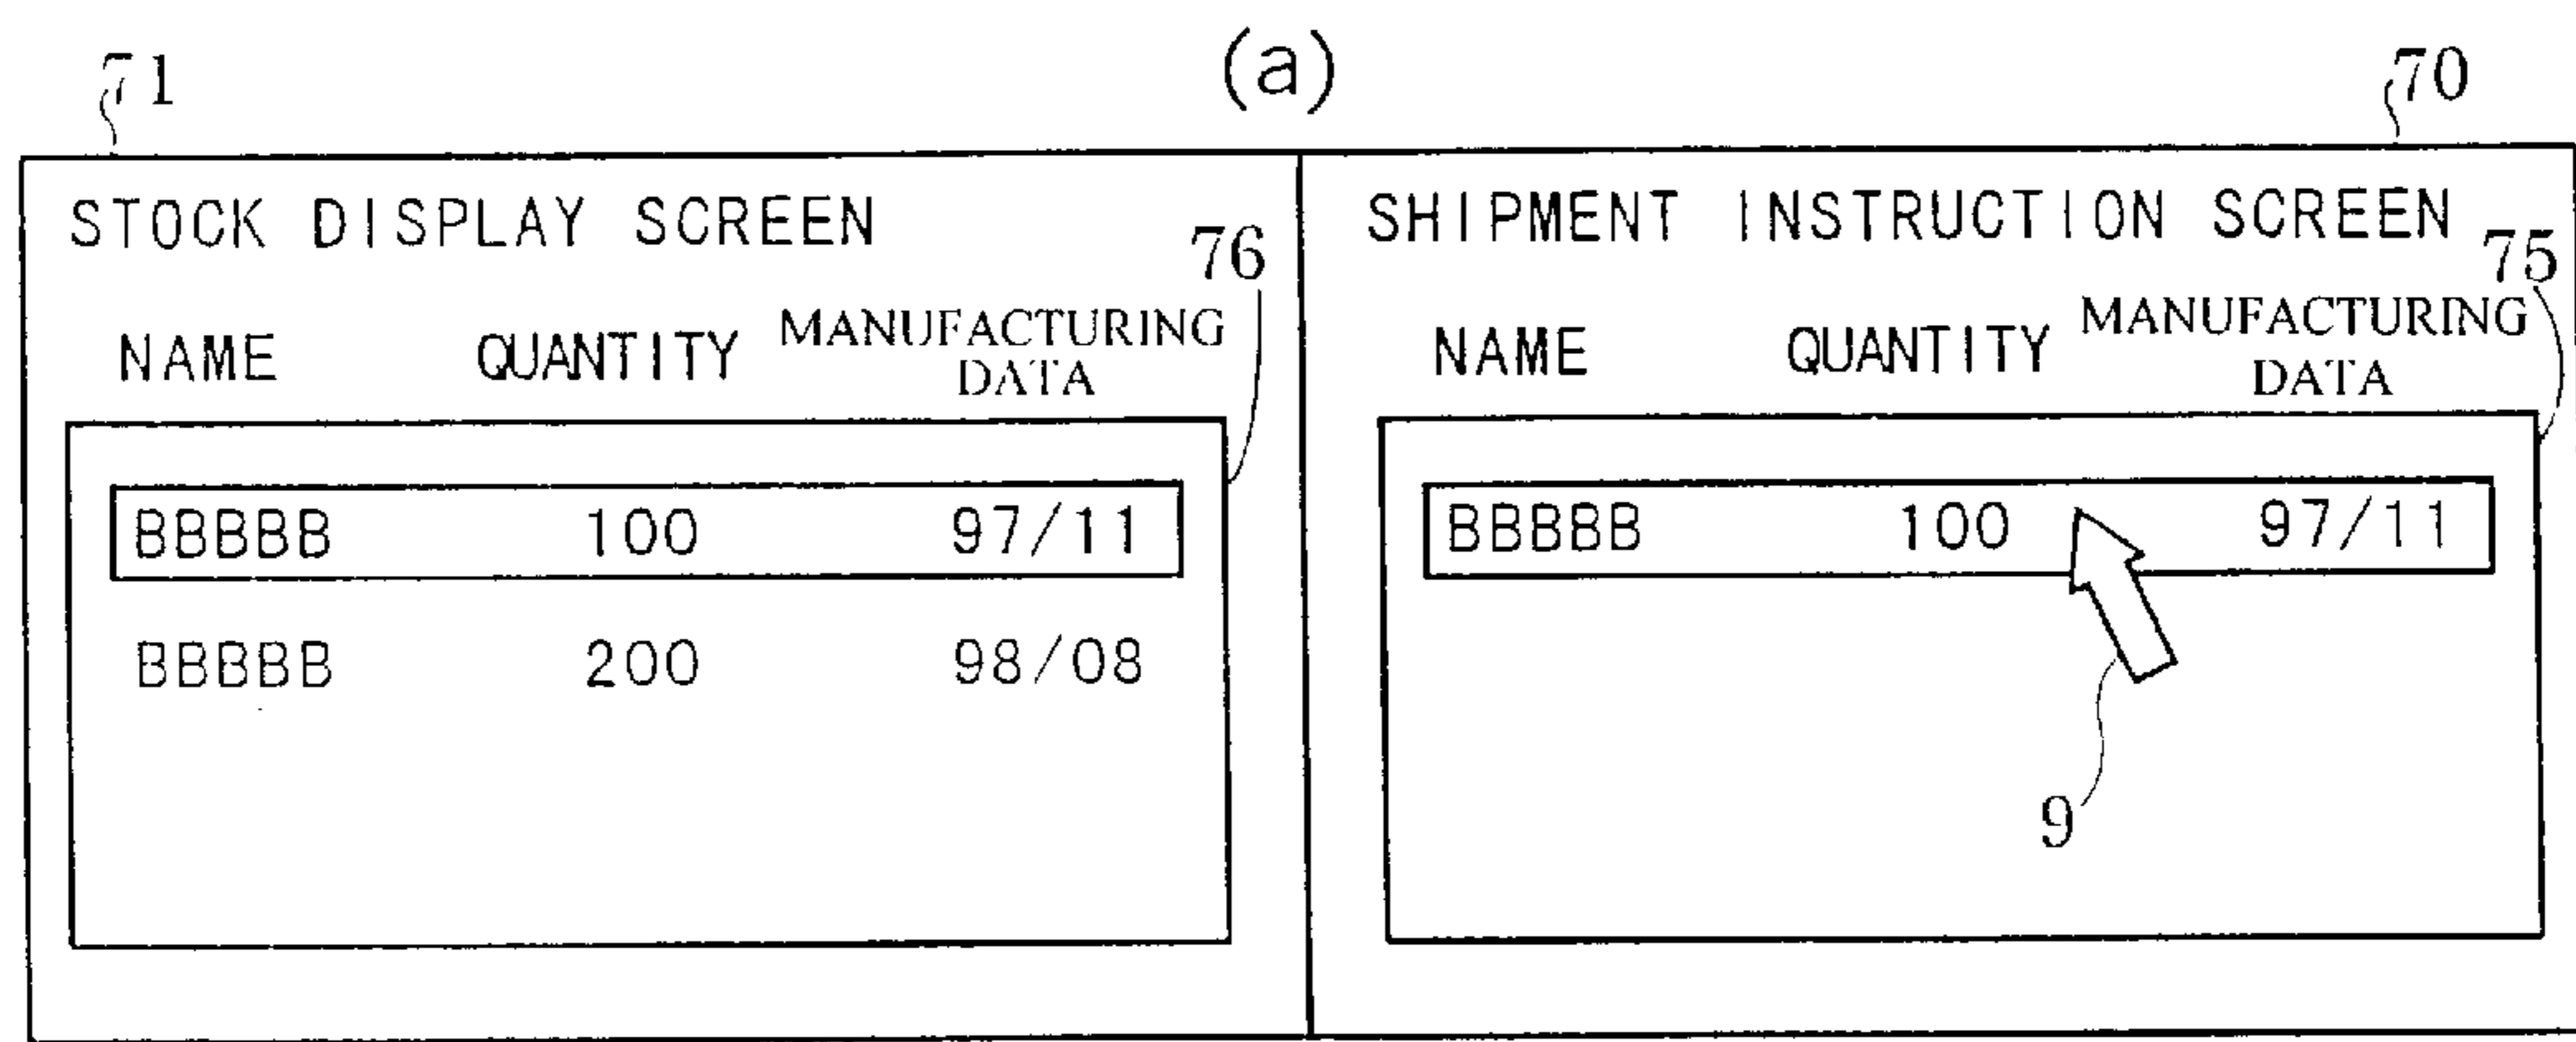 (a)
71
70
STOCK DISPLAY SCREEN
76
NAME QUANTITY MANUFACTURING DATA
BBBBB 100 97/11
BBBBB 200 98/08
SHIPMENT INSTRUCTION SCREEN
75
NAME QUANTITY MANUFACTURING DATA
BBBBB 100 97/11
9